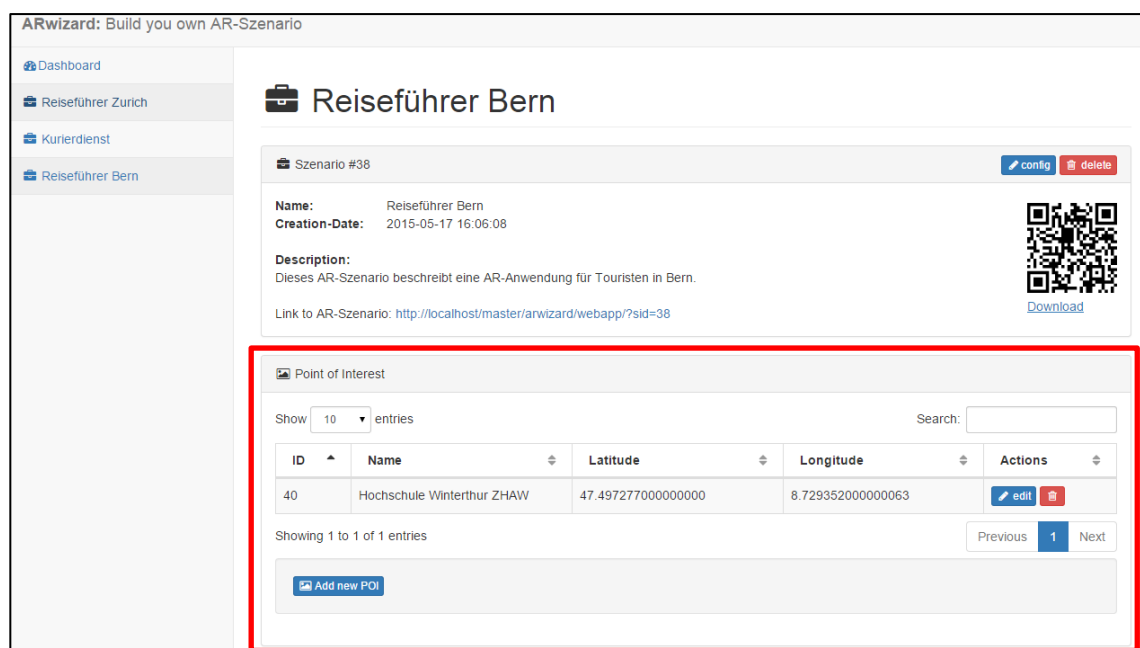 ARwizard: Build you own AR-Szenario
Dashboard
Reiseführer Zurich
Kurierdienst
Reiseführer Bern
Reiseführer Bern
Szenario #38
config
delete
Name: Reiseführer Bern
Creation-Date: 2015-05-17 16:06:08
Description:
Dieses AR-Szenario beschreibt eine AR-Anwendung für Touristen in Bern.
Link to AR-Szenario: http://localhost/master/arwizard/webapp/?sid=38
Download
Point of Interest
Show 10 entries
Search:
ID Name Latitude Longitude Actions
40 Hochschule Winterthur ZHAW 47.497277000000000 8.729352000000063 edit
Showing 1 to 1 of 1 entries
Previous 1 Next
Add new POI